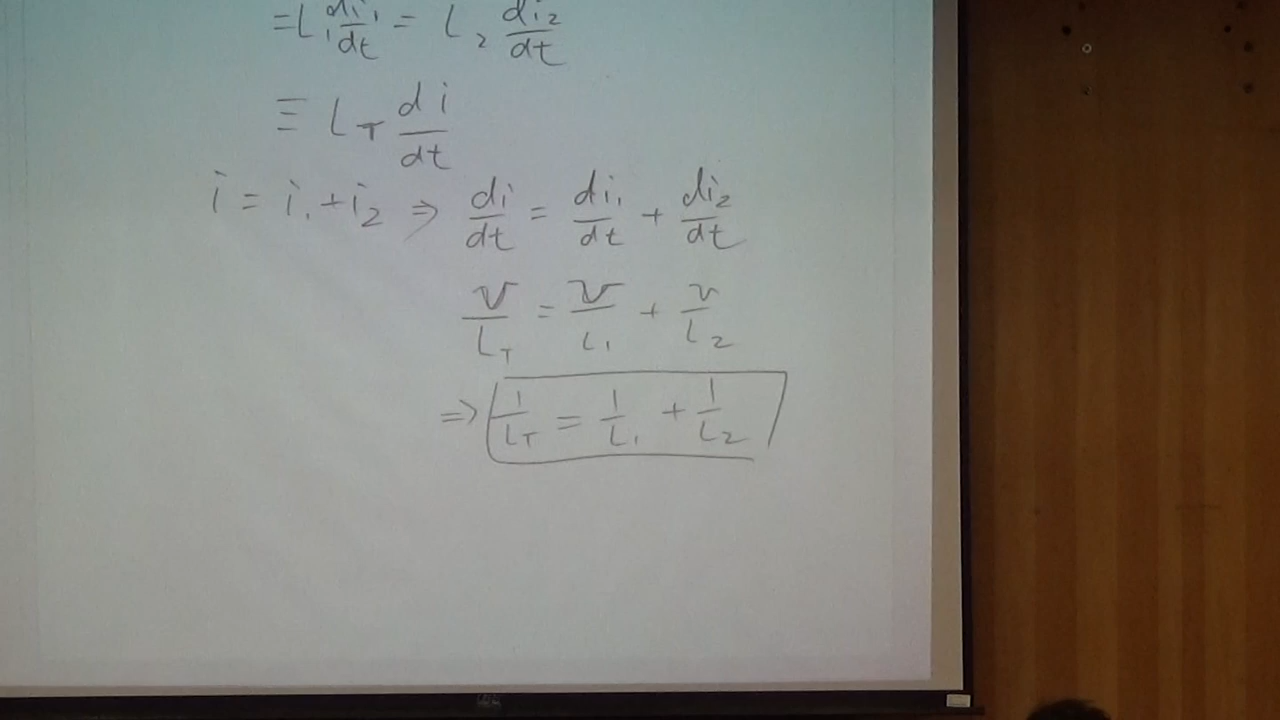 = L₁ di₁/dt = L₂ di₂/dt
≡ L_T di/dt
i = i₁ + i₂ ⇒ di/dt = di₁/dt + di₂/dt
v/L_T = v/L₁ + v/L₂
⇒ 1/L_T = 1/L₁ + 1/L₂